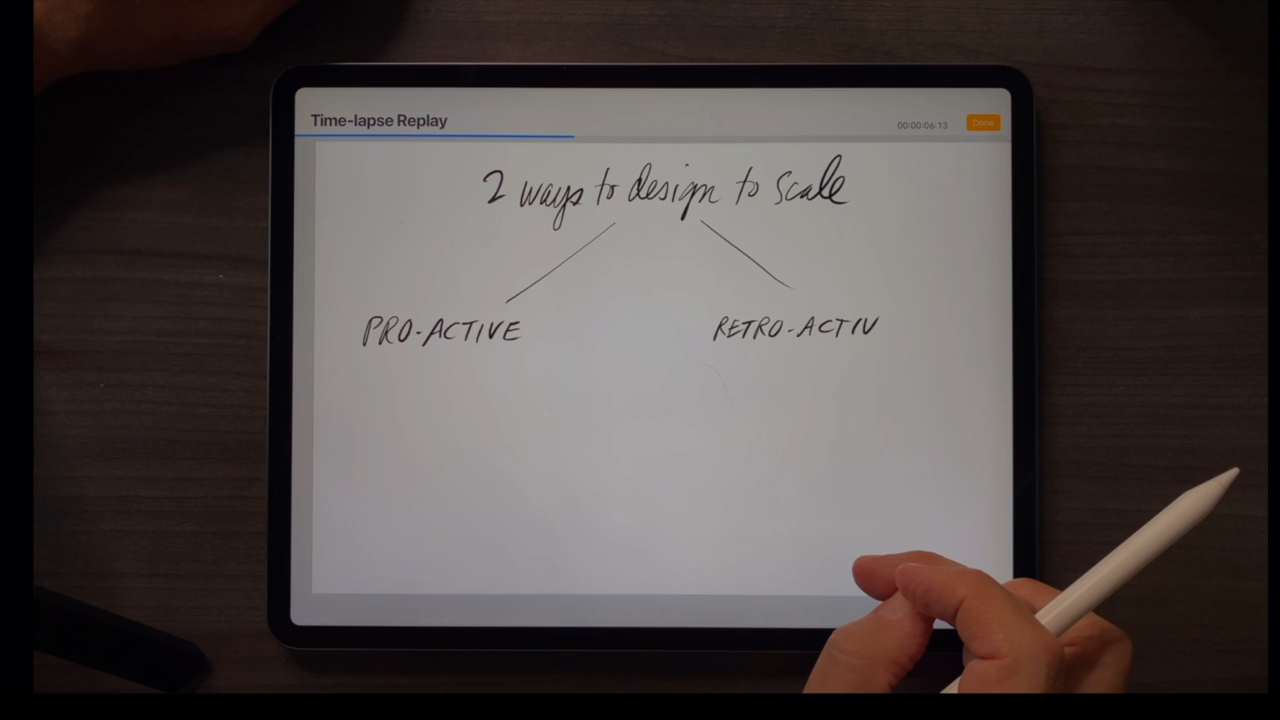 Time-lapse Replay
00:00:06:13
Done
2 ways to design to scale
PRO-ACTIVE
RETRO-ACTIV